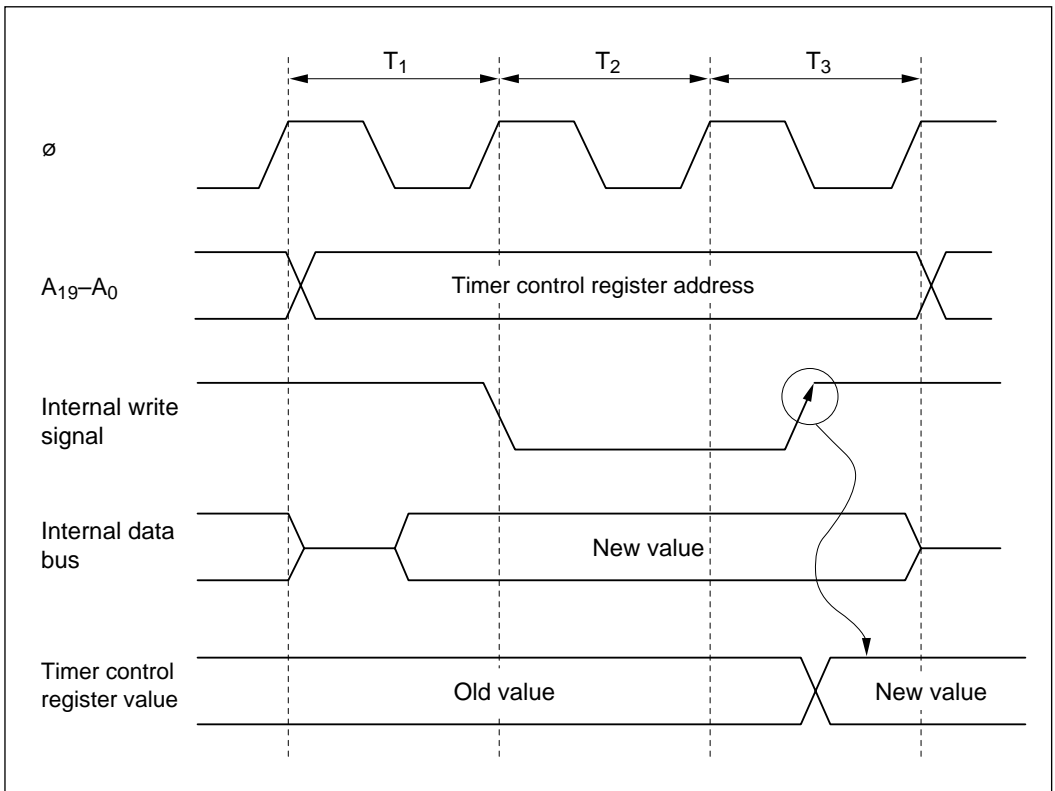 T1 T2 T3
ø
A19–A0
Timer control register address
Internal write
signal
Internal data
bus
New value
Timer control
register value
Old value
New value